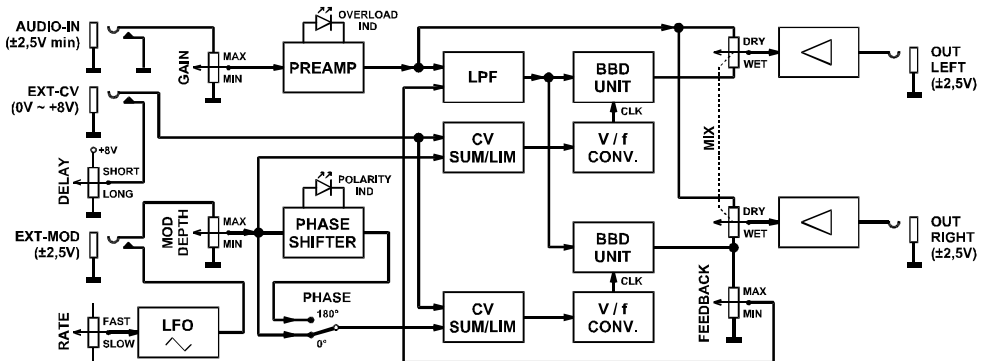 AUDIO-IN
(±2,5V min)
GAIN
MAX
MIN
OVERLOAD
IND
PREAMP
LPF
BBD
UNIT
DRY
WET
OUT
LEFT
(±2,5V)
EXT-CV
(0V ~ +8V)
CLK
CV
SUM/LIM
V / f
CONV.
MIX
+8V
DELAY
SHORT
LONG
POLARITY
IND
EXT-MOD
(±2,5V)
MOD
DEPTH
MAX
MIN
PHASE
SHIFTER
BBD
UNIT
DRY
WET
OUT
RIGHT
(±2,5V)
CLK
RATE
FAST
SLOW
LFO
PHASE
180°
0°
CV
SUM/LIM
V / f
CONV.
FEEDBACK
MAX
MIN